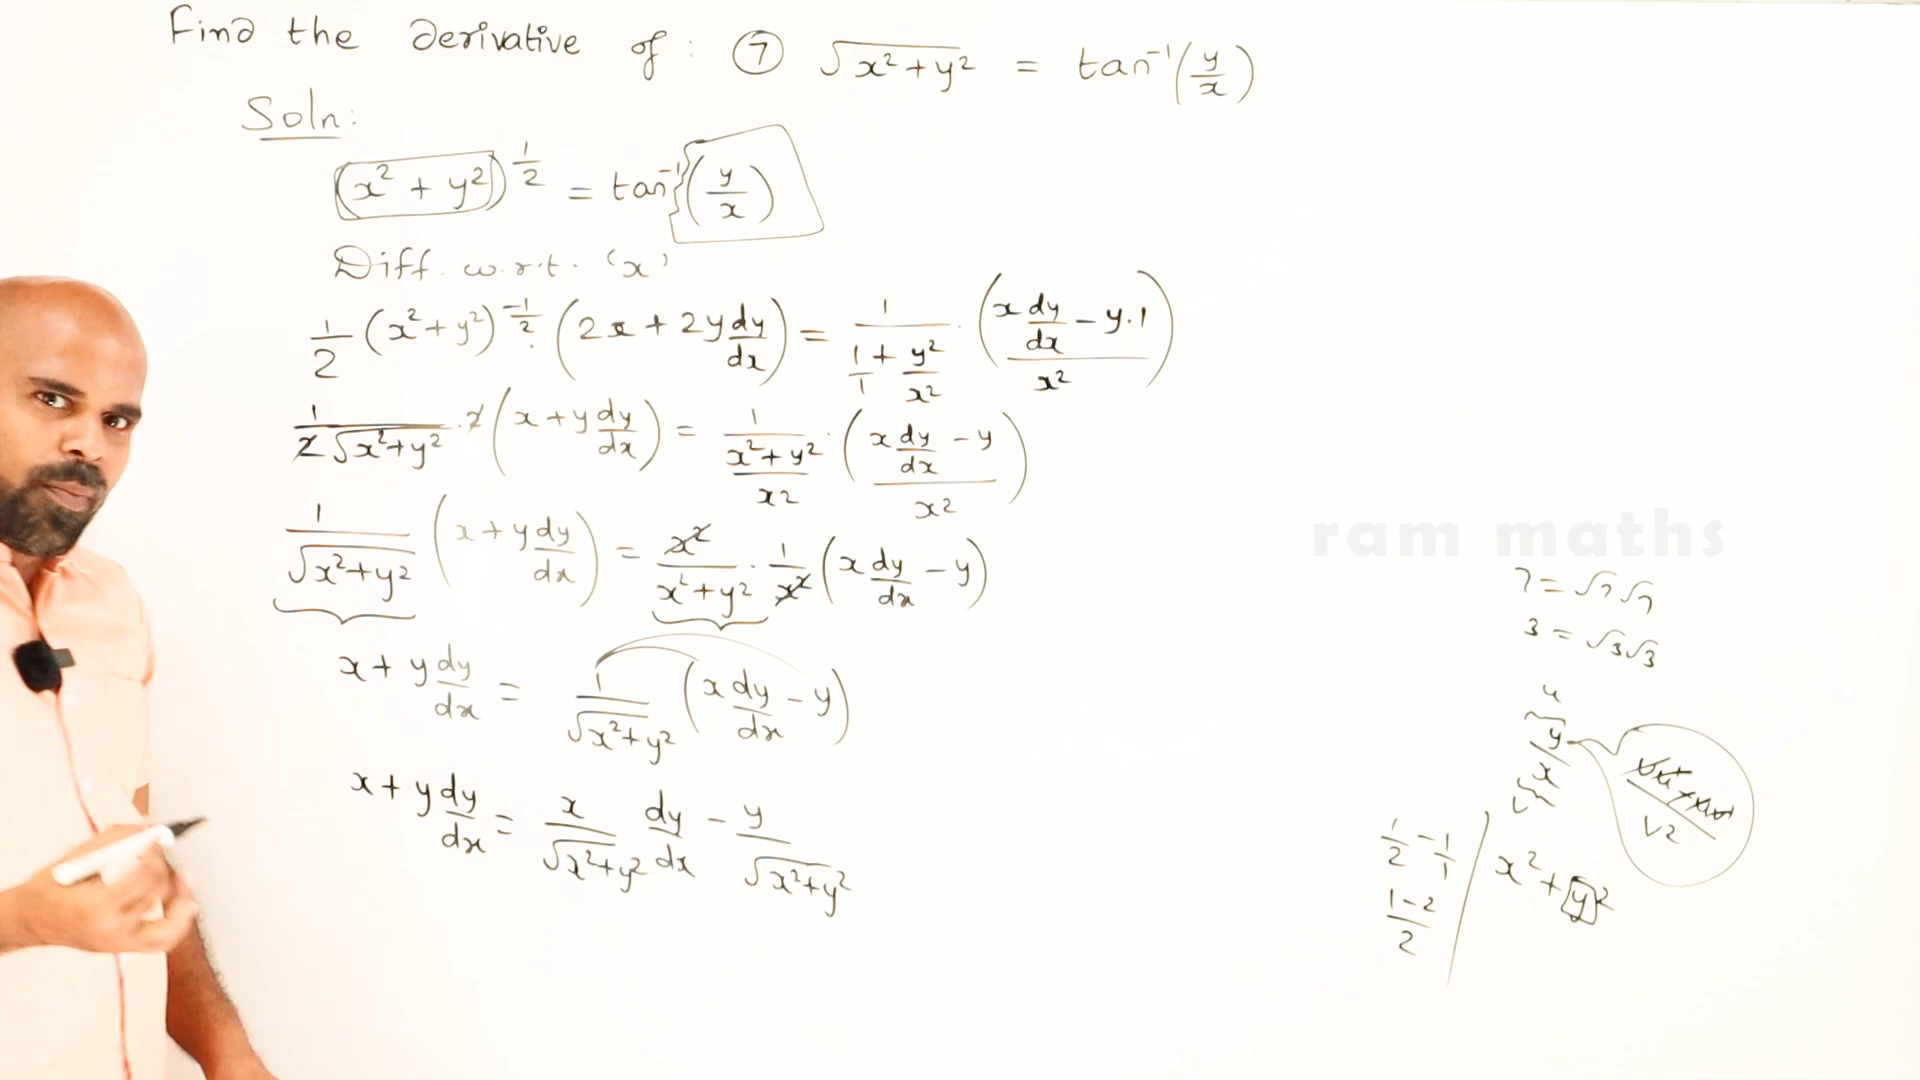 Find the derivative of : ⑦ √x²+y² = tan⁻¹(y/x)
Soln:
(x² + y²)^1/2 = tan⁻¹{(y/x)
Diff. w.r.t. 'x'
1/2 (x²+y²)^-1/2 · (2x + 2y dy/dx) = 1/(1/1 + y²/x²) · ((x dy/dx - y.1)/x²)
1/(2√x²+y²) · 2 (x + y dy/dx) = 1/((x²+y²)/x²) · ((x dy/dx - y)/x²)
1/√x²+y² (x + y dy/dx) = x²/(x²+y²) · 1/x² (x dy/dx - y)
x + y dy/dx = 1/√x²+y² (x dy/dx - y)
x + y dy/dx = x/√x²+y² dy/dx - y/√x²+y²
ram maths
7 = √7 √7
3 = √3 √3
u
y/x
v
v2
1/2 - 1/1
(1-2)/2
x² + y²